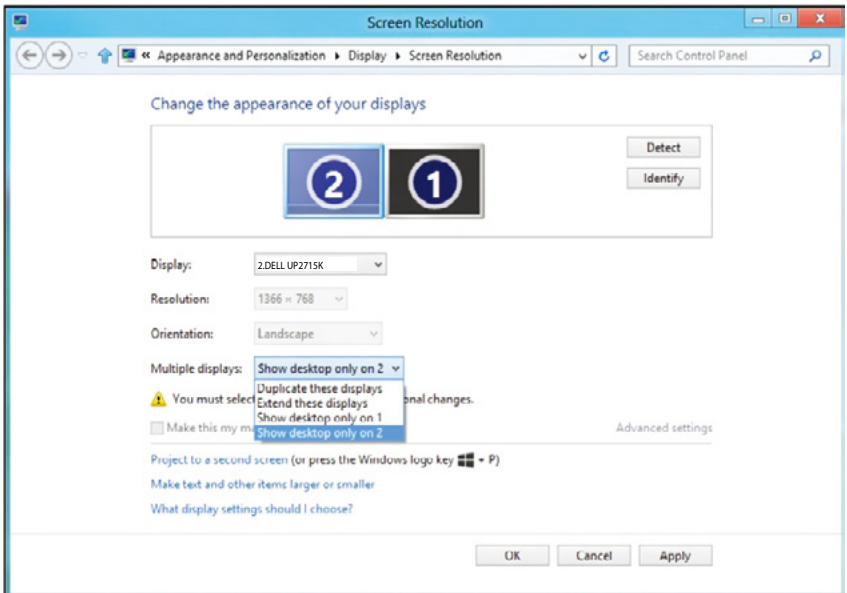 Screen Resolution
« Appearance and Personalization Display Screen Resolution Search Control Panel
Change the appearance of your displays
2 1
Detect
Identify
Display: 2.DELL UP2715K
Resolution: 1366 × 768
Orientation: Landscape
Multiple displays: Show desktop only on 2
Duplicate these displays
You must selec onal changes.
Extend these displays
Show desktop only on 1
Make this my m Show desktop only on 2 Advanced settings
Project to a second screen (or press the Windows logo key + P)
Make text and other items larger or smaller
What display settings should I choose?
OK Cancel Apply